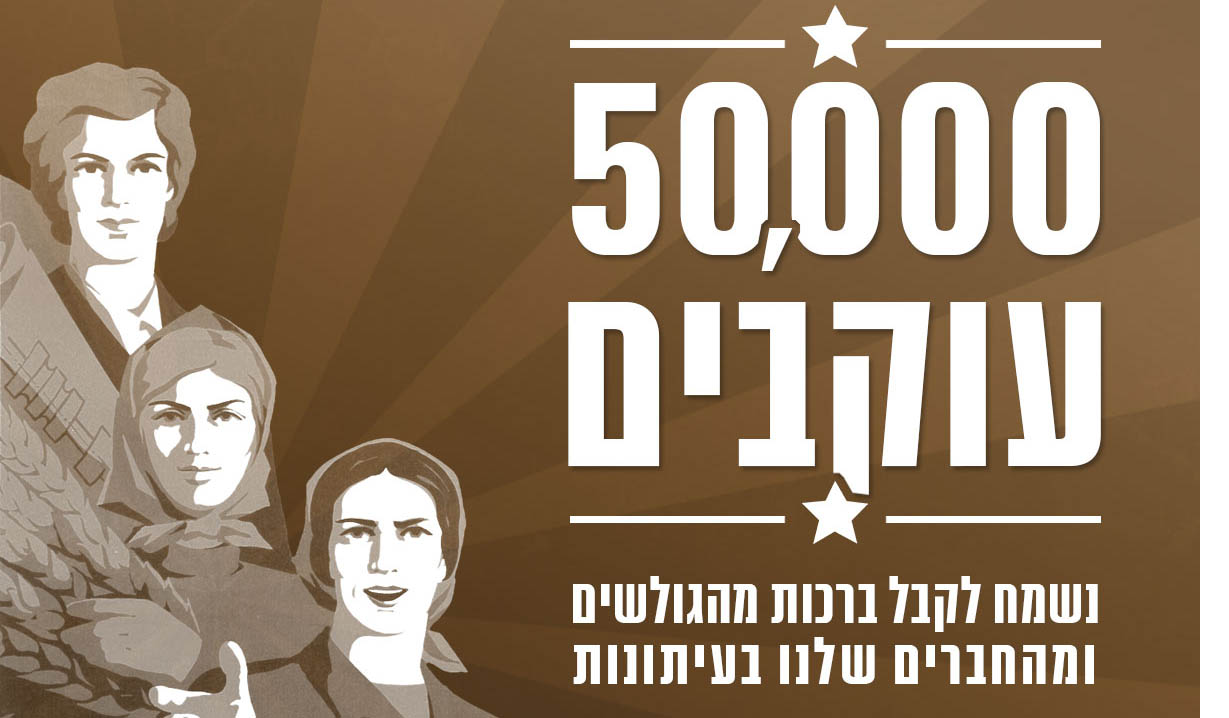 50,000
עוקבים
נשמח לקבל ברכות מהגולשים
ומהחברים שלנו בעיתונות